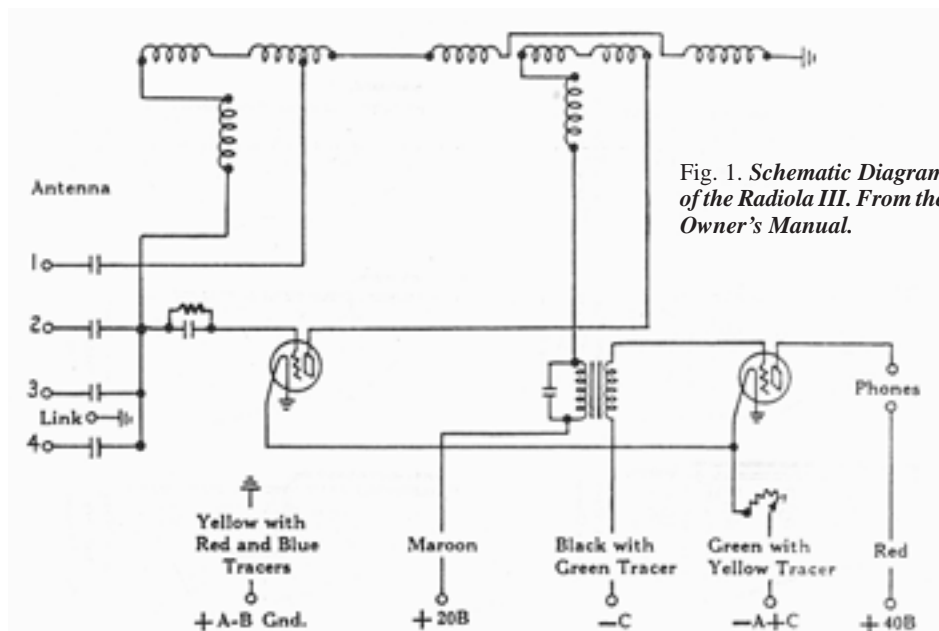 Antenna
Fig. 1. Schematic Diagram
of the Radiola III. From the
Owner's Manual.
1
2
3
Link
4
Phones
Yellow with
Red and Blue
Tracers
Maroon
Black with
Green Tracer
Green with
Yellow Tracer
Red
+ A-B Gnd.
+ 20B
-C
-A+C
+ 40B